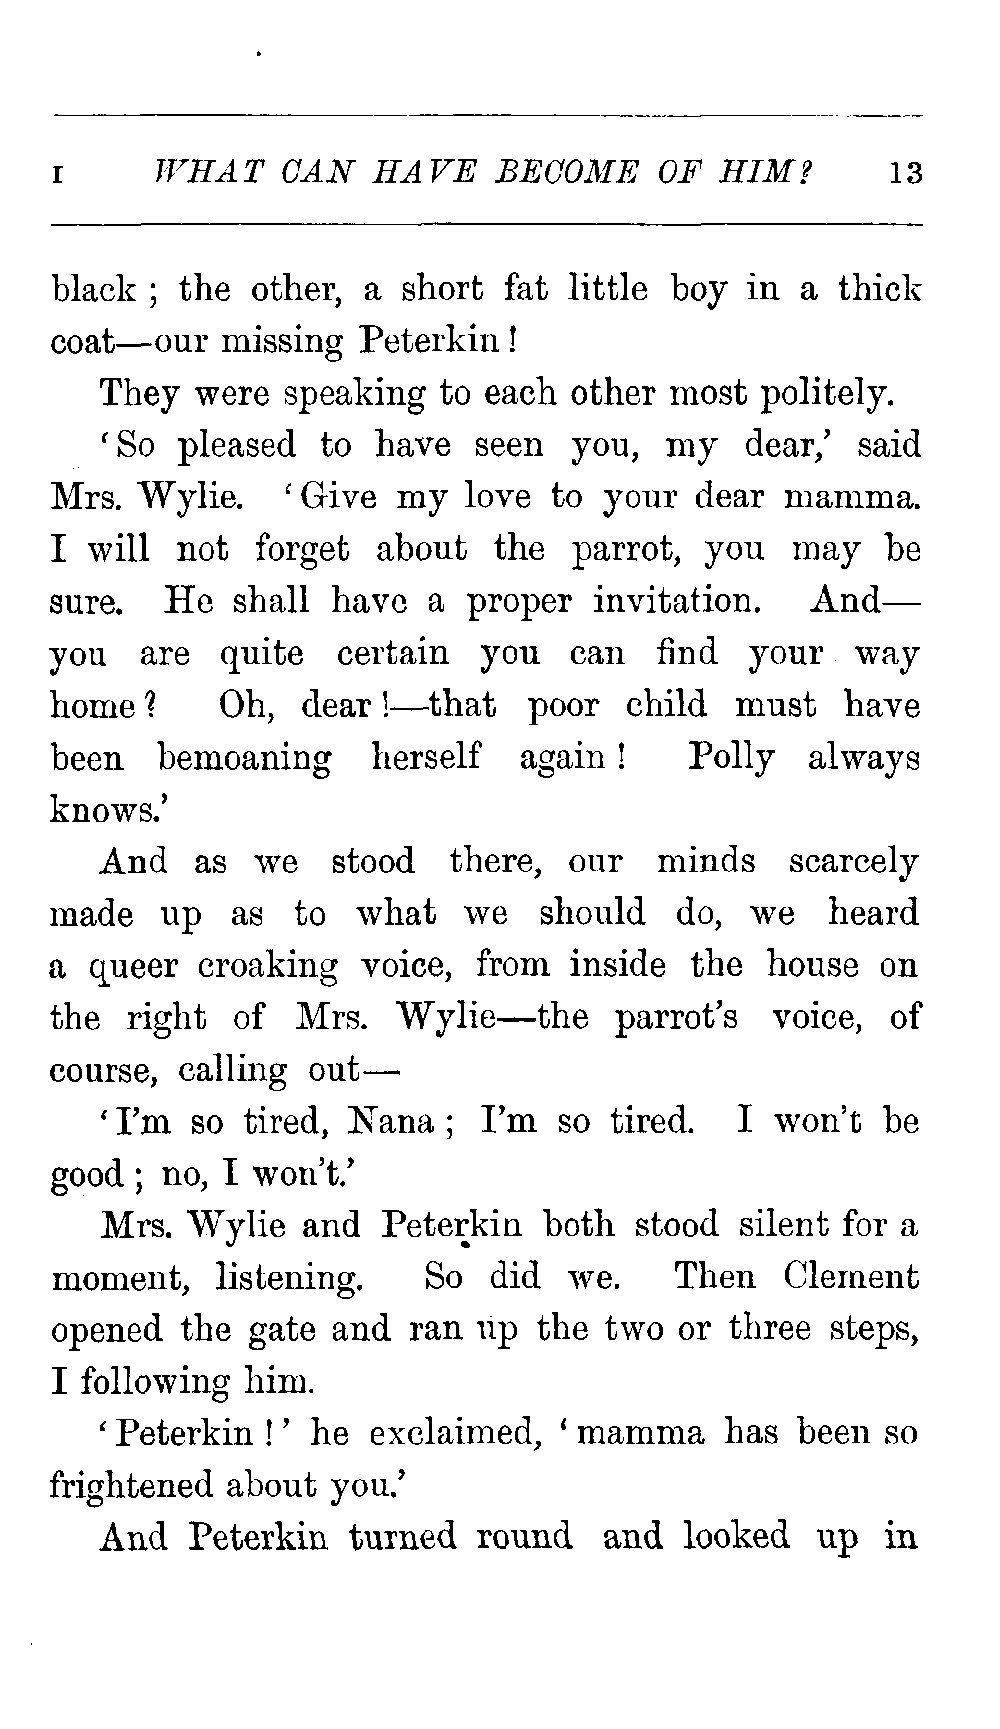 I WHAT CAN HAVE BECOME OF HIM? 13
black ; the other, a short fat little boy in a thick
coat—our missing Peterkin !
They were speaking to each other most politely.
‘So pleased to have seen you, my dear,’ said
Mrs. Wylie. ‘Give my love to your dear mamma.
I will not forget about the parrot, you may be
sure. He shall have a proper invitation. And—
you are quite certain you can find your way
home ? Oh, dear !—that poor child must have
been bemoaning herself again ! Polly always
knows.’
And as we stood there, our minds scarcely
made up as to what we should do, we heard
a queer croaking voice, from inside the house on
the right of Mrs. Wylie—the parrot’s voice, of
course, calling out—
‘I’m so tired, Nana ; I’m so tired. I won’t be
good ; no, I won’t.’
Mrs. Wylie and Peterkin both stood silent for a
moment, listening. So did we. Then Clement
opened the gate and ran up the two or three steps,
I following him.
‘Peterkin !’ he exclaimed, ‘mamma has been so
frightened about you.’
And Peterkin turned round and looked up in